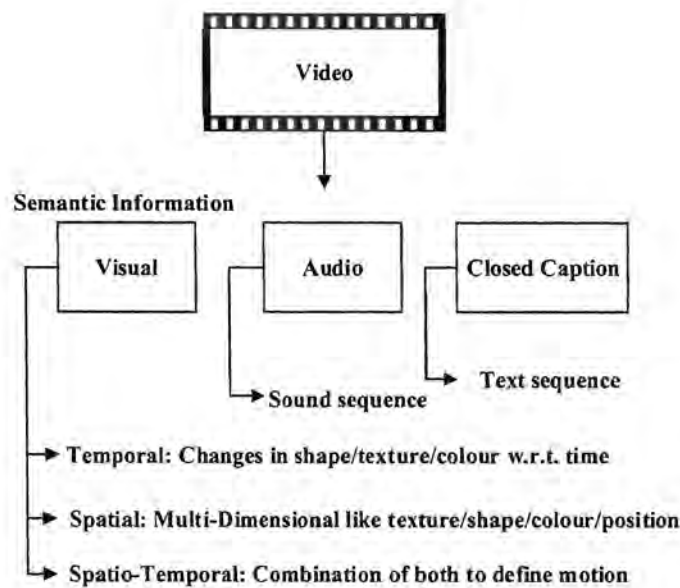 Video
Semantic Information
Visual
Audio
Closed Caption
Sound sequence
Text sequence
Temporal: Changes in shape/texture/colour w.r.t. time
Spatial: Multi-Dimensional like texture/shape/colour/position
Spatio-Temporal: Combination of both to define motion